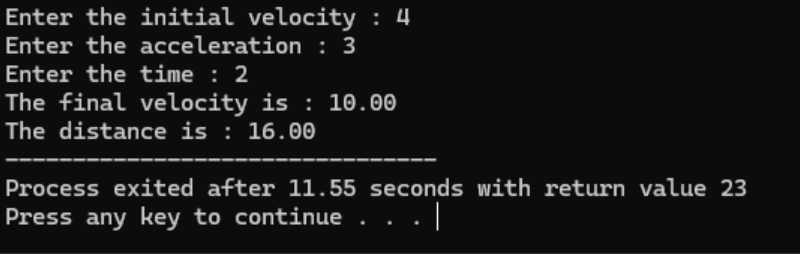 Enter the initial velocity : 4
Enter the acceleration : 3
Enter the time : 2
The final velocity is : 10.00
The distance is : 16.00
--------------------------------
Process exited after 11.55 seconds with return value 23
Press any key to continue . . .